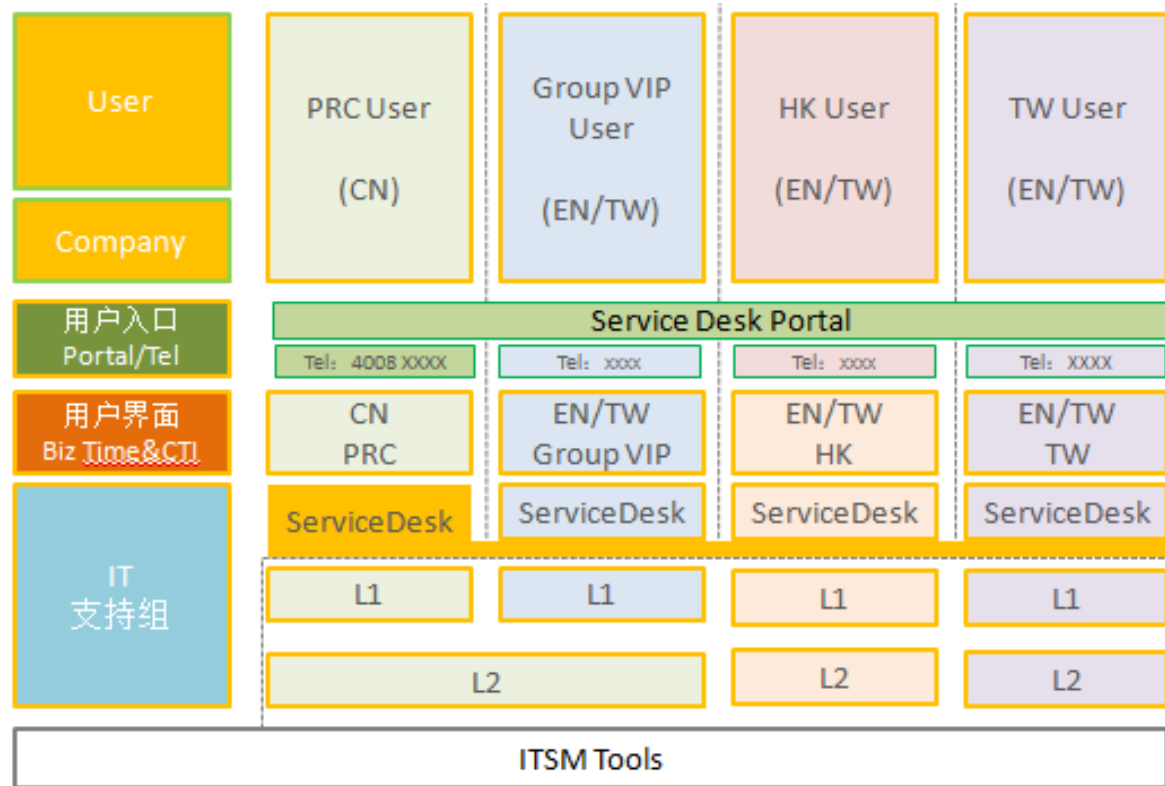 User
PRC User
(CN)
Group VIP
User
(EN/TW)
HK User
(EN/TW)
TW User
(EN/TW)
Company
用户入口
Portal/Tel
Service Desk Portal
Tel：4008 XXXX
Tel：xxxx
Tel：xxxx
Tel：XXXX
用户界面
Biz Time&CTI
CN
PRC
EN/TW
Group VIP
EN/TW
HK
EN/TW
TW
IT
支持组
ServiceDesk
ServiceDesk
ServiceDesk
ServiceDesk
L1
L1
L1
L1
L2
L2
L2
ITSM Tools